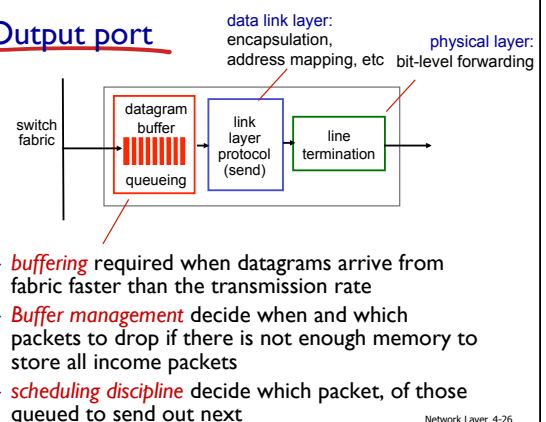 Output port
data link layer:
encapsulation,
address mapping, etc
physical layer:
bit-level forwarding
switch
fabric
datagram
buffer
queueing
link
layer
protocol
(send)
line
termination
buffering required when datagrams arrive from
fabric faster than the transmission rate
Buffer management decide when and which
packets to drop if there is not enough memory to
store all income packets
scheduling discipline decide which packet, of those
queued to send out next
Network Layer 4-26